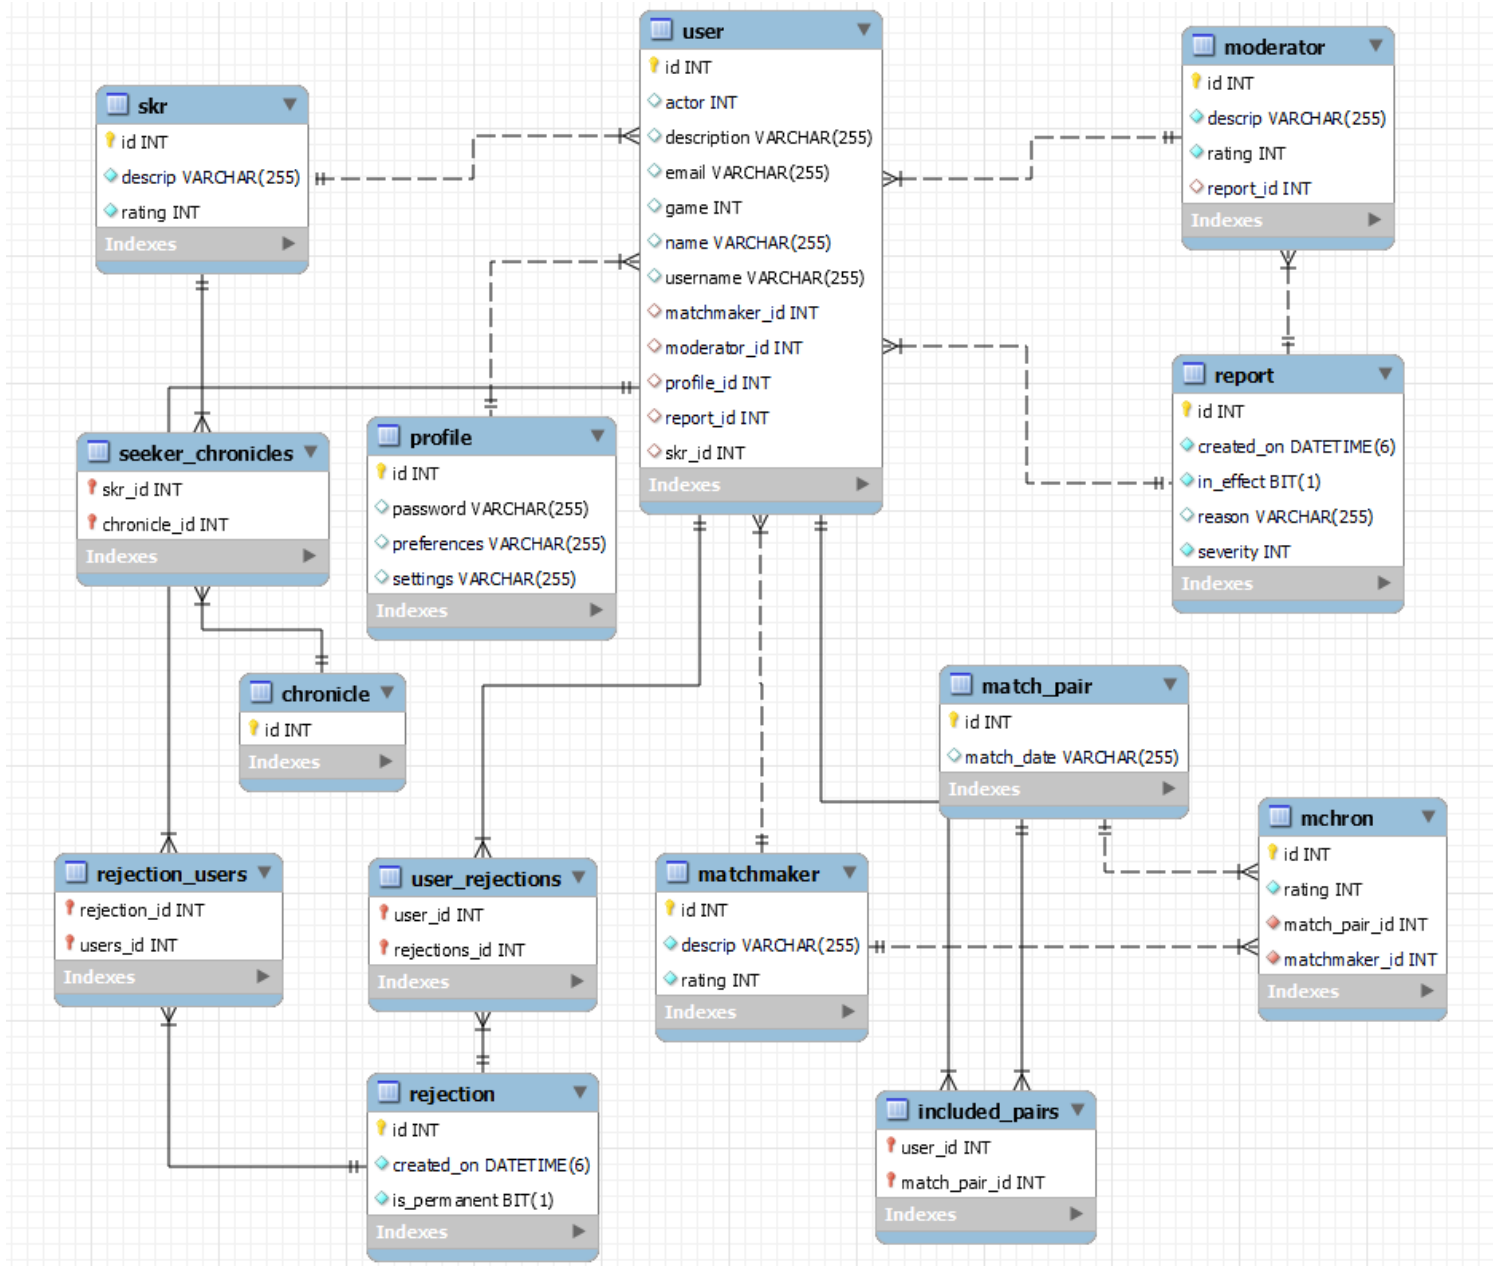 user
id INT
actor INT
description VARCHAR(255)
email VARCHAR(255)
game INT
name VARCHAR(255)
username VARCHAR(255)
matchmaker_id INT
moderator_id INT
profile_id INT
report_id INT
skr_id INT
Indexes
moderator
id INT
descrip VARCHAR(255)
rating INT
report_id INT
Indexes
skr
id INT
descrip VARCHAR(255)
rating INT
Indexes
report
id INT
created_on DATETIME(6)
in_effect BIT(1)
reason VARCHAR(255)
severity INT
Indexes
seeker_chronicles
skr_id INT
chronicle_id INT
Indexes
profile
id INT
password VARCHAR(255)
preferences VARCHAR(255)
settings VARCHAR(255)
Indexes
chronicle
id INT
Indexes
match_pair
id INT
match_date VARCHAR(255)
Indexes
mchron
id INT
rating INT
match_pair_id INT
matchmaker_id INT
Indexes
rejection_users
rejection_id INT
users_id INT
Indexes
user_rejections
user_id INT
rejections_id INT
Indexes
matchmaker
id INT
descrip VARCHAR(255)
rating INT
Indexes
rejection
id INT
created_on DATETIME(6)
is_permanent BIT(1)
Indexes
included_pairs
user_id INT
match_pair_id INT
Indexes